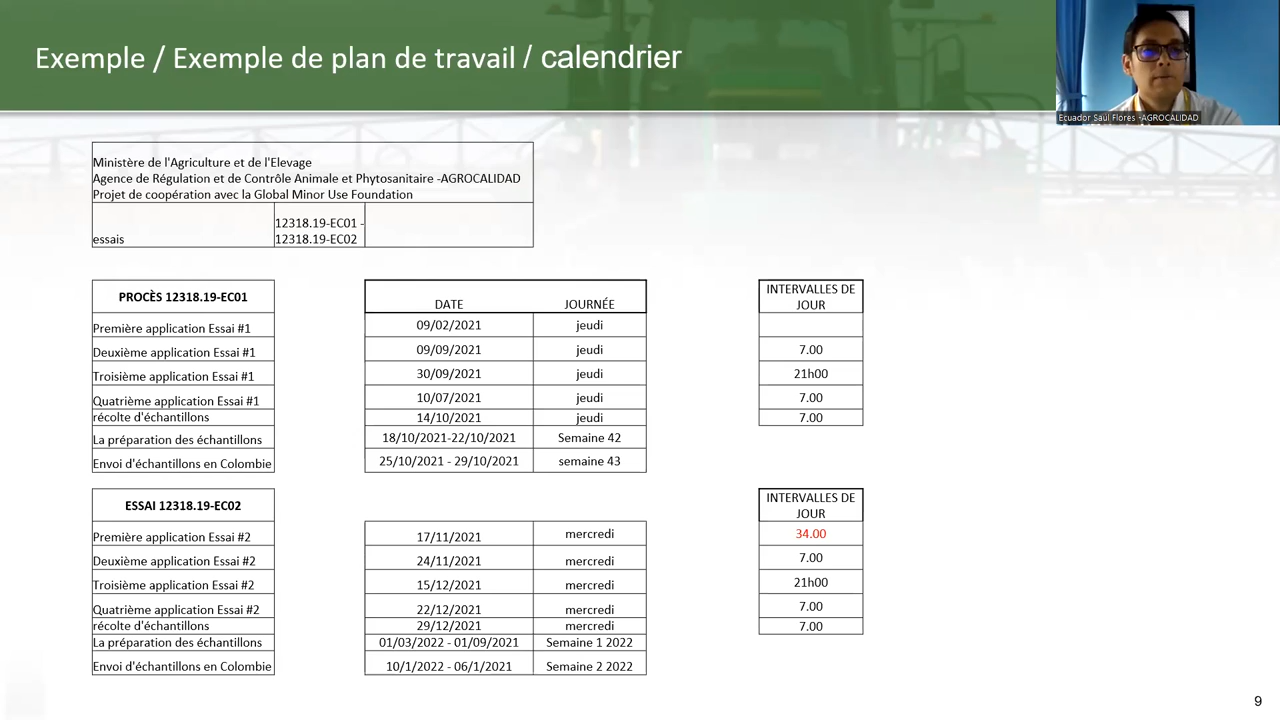 Exemple / Exemple de plan de travail / calendrier
Ecuador Saúl Flores -AGROCALIDAD
Ministère de l'Agriculture et de l'Elevage
Agence de Régulation et de Contrôle Animale et Phytosanitaire -AGROCALIDAD
Projet de coopération avec la Global Minor Use Foundation
essais 12318.19-EC01 -
12318.19-EC02
PROCÈS 12318.19-EC01 DATE JOURNÉE INTERVALLES DE
JOUR
Première application Essai #1 09/02/2021 jeudi
Deuxième application Essai #1 09/09/2021 jeudi 7.00
Troisième application Essai #1 30/09/2021 jeudi 21h00
Quatrième application Essai #1 10/07/2021 jeudi 7.00
récolte d'échantillons 14/10/2021 jeudi 7.00
La préparation des échantillons 18/10/2021-22/10/2021 Semaine 42
Envoi d'échantillons en Colombie 25/10/2021 - 29/10/2021 semaine 43
ESSAI 12318.19-EC02 INTERVALLES DE
JOUR
Première application Essai #2 17/11/2021 mercredi 34.00
Deuxième application Essai #2 24/11/2021 mercredi 7.00
Troisième application Essai #2 15/12/2021 mercredi 21h00
Quatrième application Essai #2 22/12/2021 mercredi 7.00
récolte d'échantillons 29/12/2021 mercredi 7.00
La préparation des échantillons 01/03/2022 - 01/09/2021 Semaine 1 2022
Envoi d'échantillons en Colombie 10/1/2022 - 06/1/2021 Semaine 2 2022
9